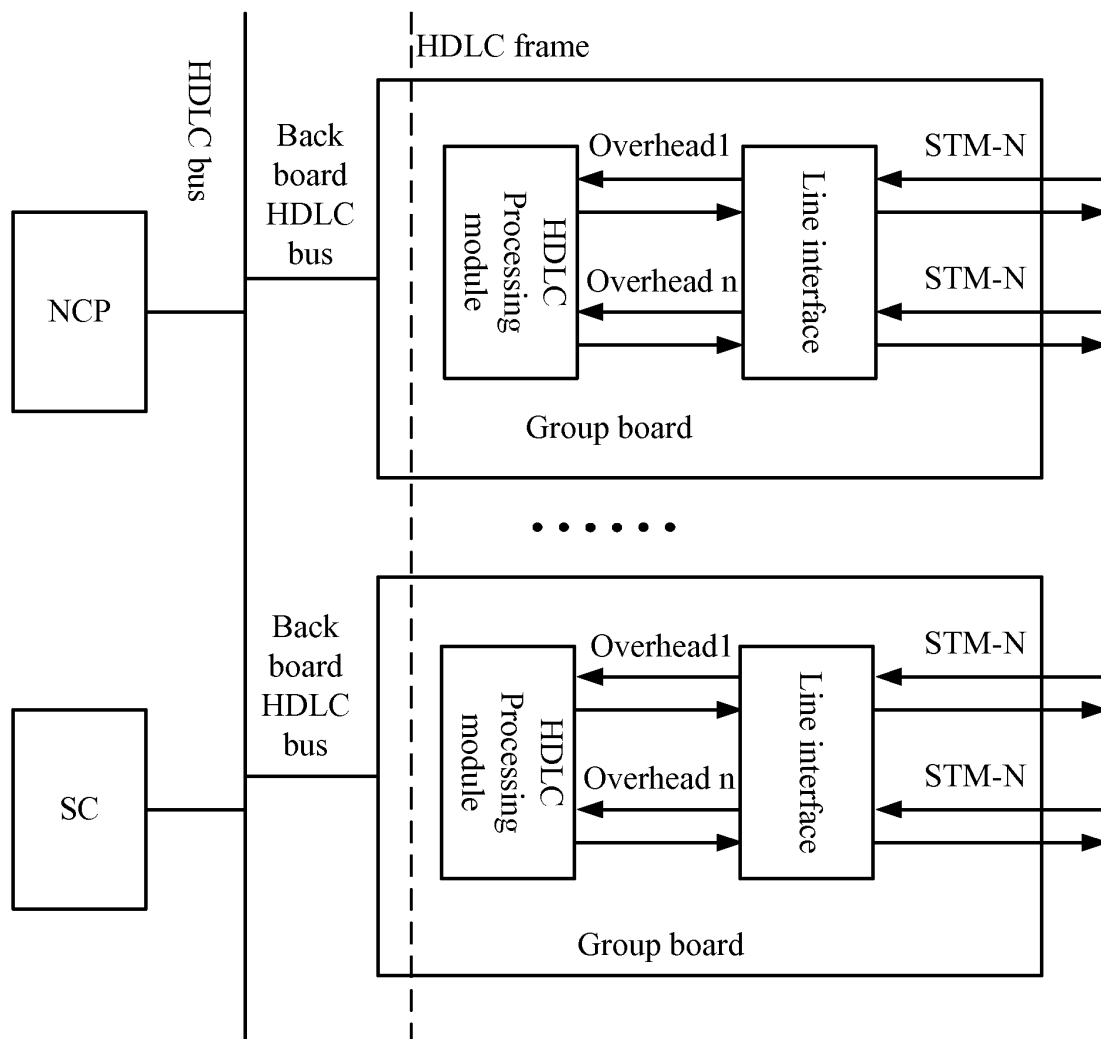 HDLC frame
HDLC bus
Back
board
HDLC
bus
NCP
HDLC
Processing
module
Overhead1
Overhead n
Line interface
STM-N
STM-N
Group board
Back
board
HDLC
bus
SC
HDLC
Processing
module
Overhead1
Overhead n
Line interface
STM-N
STM-N
Group board